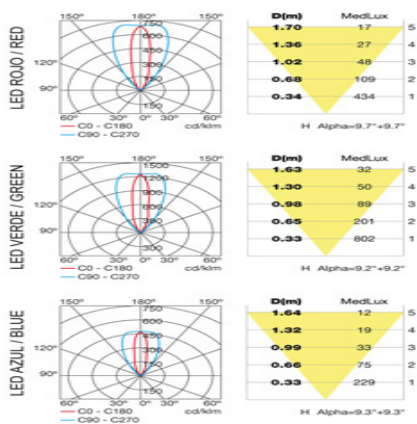 LED ROJO / RED
150° 180° 150°
750
600
450
300
150
120°
90°
150
60° 30° 0° 30° 60°
C0 - C180 cd/klm
C90 - C270
D(m) MedLux
1.70 17 5
1.36 27 4
1.02 48 3
0.68 109 2
0.34 434 1
H Alpha=9.7°+9.7°
LED VERDE / GREEN
150° 180° 150°
1500
1200
900
600
300
120°
90°
300
60° 30° 0° 30° 60°
C0 - C180 cd/klm
C90 - C270
D(m) MedLux
1.63 32 5
1.30 50 4
0.98 89 3
0.65 201 2
0.33 802 1
H Alpha=9.2°+9.2°
LED AZUL / BLUE
150° 180° 150°
750
600
450
300
150
120°
90°
150
60° 30° 0° 30° 60°
C0 - C180 cd/klm
C90 - C270
D(m) MedLux
1.64 12 5
1.32 19 4
0.99 33 3
0.66 75 2
0.33 229 1
H Alpha=9.3°+9.3°